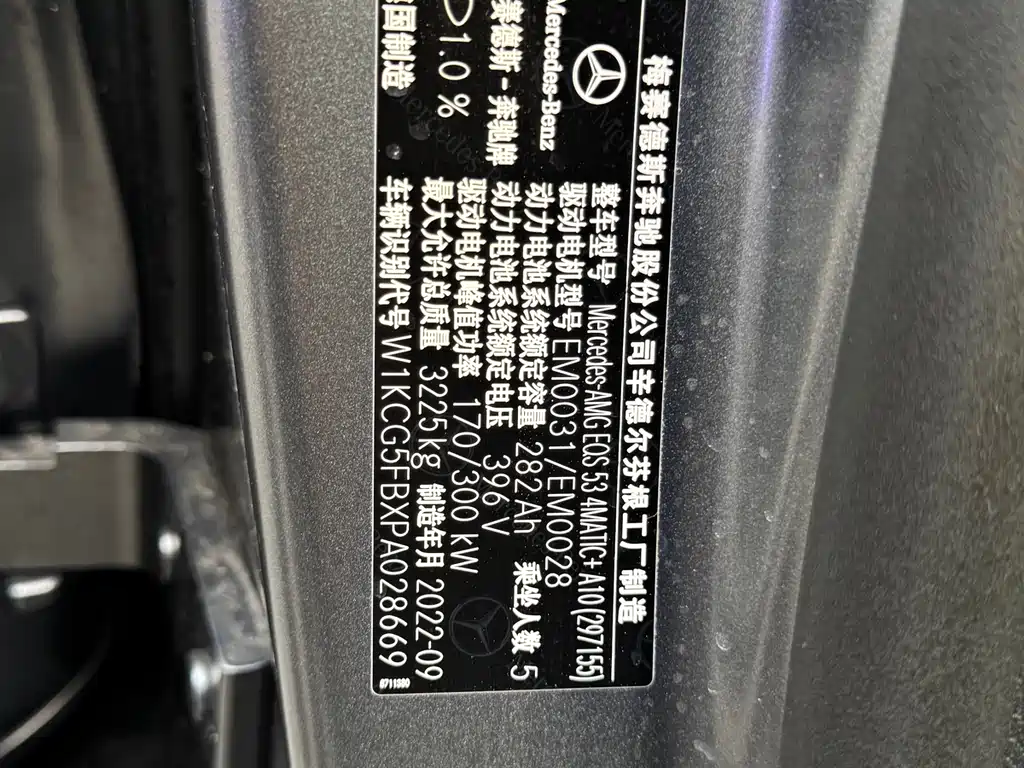 梅赛德斯奔驰股份公司辛德尔芬根工厂制造
Mercedes-Benz
赛德斯-奔驰牌
1.0%
国制造
整车型号 Mercedes-AMG EQS 53 4MATIC+ A10 (297155)
驱动电机型号 EM0031/EM0028
动力电池系统额定容量 282Ah 乘坐人数 5
动力电池系统额定电压 396V
驱动电机峰值功率 170/300 kW
最大允许总质量 3225kg 制造年月 2022-09
车辆识别代号 W1KCG5FBXPA028669